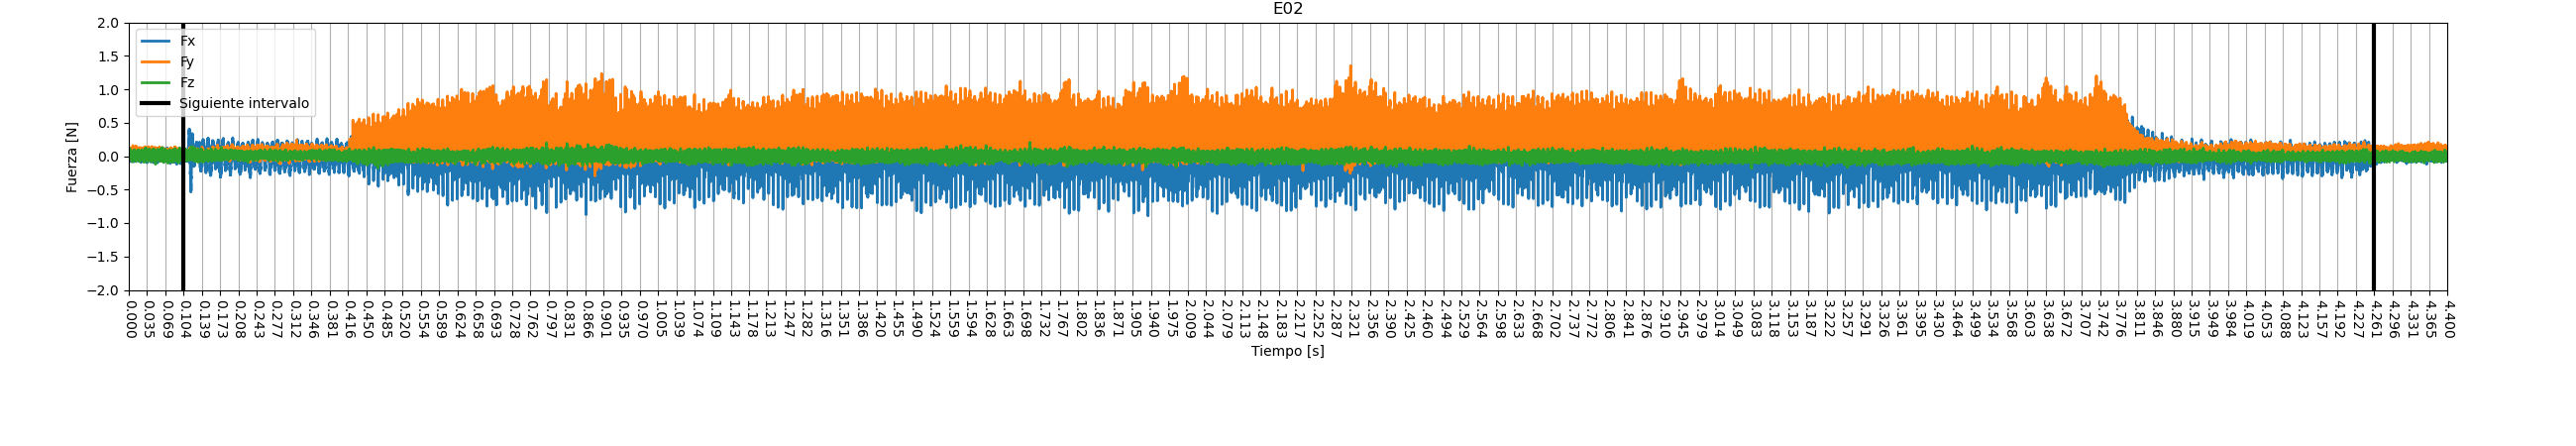 E02
Fuerza [N]
2.0
1.5
1.0
0.5
0.0
−0.5
−1.0
−1.5
−2.0
Fx
Fy
Fz
Siguiente intervalo
0.000 0.035 0.069 0.104 0.139 0.173 0.208 0.243 0.277 0.312 0.346 0.381 0.416 0.450 0.485 0.520 0.554 0.589 0.624 0.658 0.693 0.728 0.762 0.797 0.831 0.866 0.901 0.935 0.970 1.005 1.039 1.074 1.109 1.143 1.178 1.213 1.247 1.282 1.316 1.351 1.386 1.420 1.455 1.490 1.524 1.559 1.594 1.628 1.663 1.698 1.732 1.767 1.802 1.836 1.871 1.905 1.940 1.975 2.009 2.044 2.079 2.113 2.148 2.183 2.217 2.252 2.287 2.321 2.356 2.390 2.425 2.460 2.494 2.529 2.564 2.598 2.633 2.668 2.702 2.737 2.772 2.806 2.841 2.876 2.910 2.945 2.979 3.014 3.049 3.083 3.118 3.153 3.187 3.222 3.257 3.291 3.326 3.361 3.395 3.430 3.464 3.499 3.534 3.568 3.603 3.638 3.672 3.707 3.742 3.776 3.811 3.846 3.880 3.915 3.949 3.984 4.019 4.053 4.088 4.123 4.157 4.192 4.227 4.261 4.296 4.331 4.365 4.400
Tiempo [s]